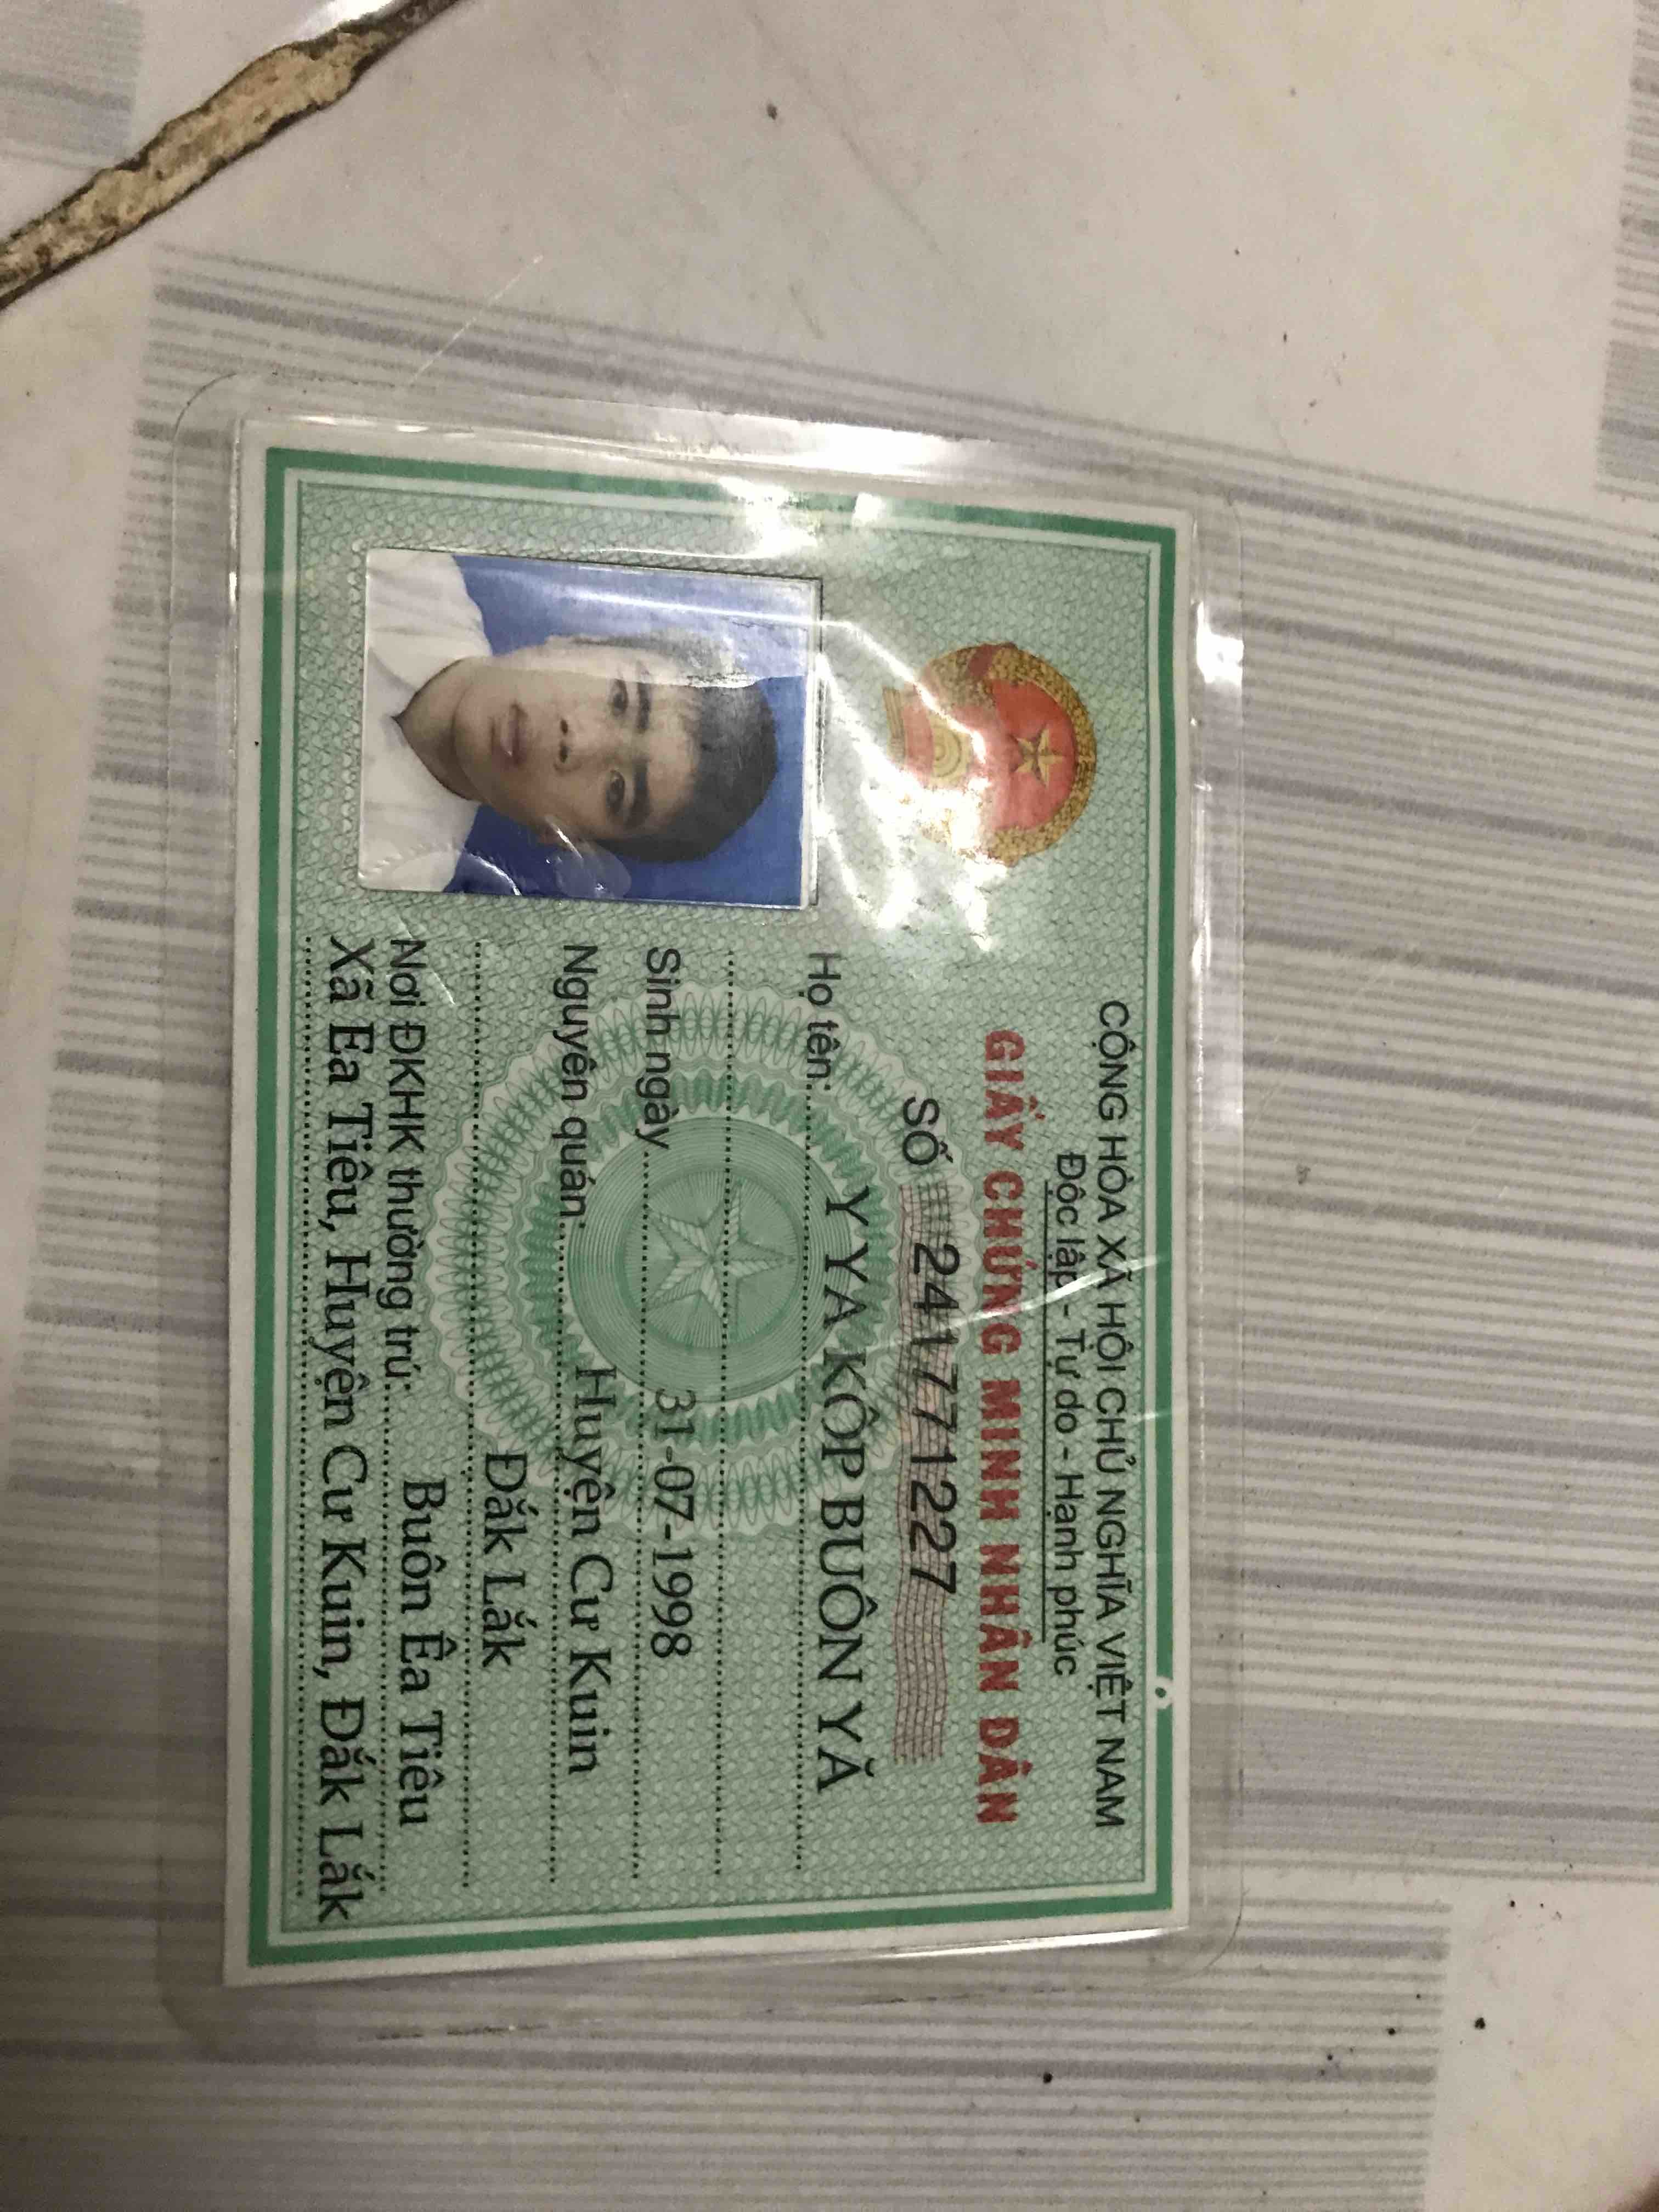 CỘNG HÒA XÃ HỘI CHỦ NGHĨA VIỆT NAM
Độc lập - Tự do - Hạnh phúc
GIẤY CHỨNG MINH NHÂN DÂN
SỐ 241771227
Họ tên: Y YA KÔP BUÔN YĂ
Sinh ngày 31-07-1998
Nguyên quán: Huyện Cư Kuin
Đắk Lắk
Nơi ĐKHK thường trú: Buôn Êa Tiêu
Xã Ea Tiêu, Huyện Cư Kuin, Đắk Lắk